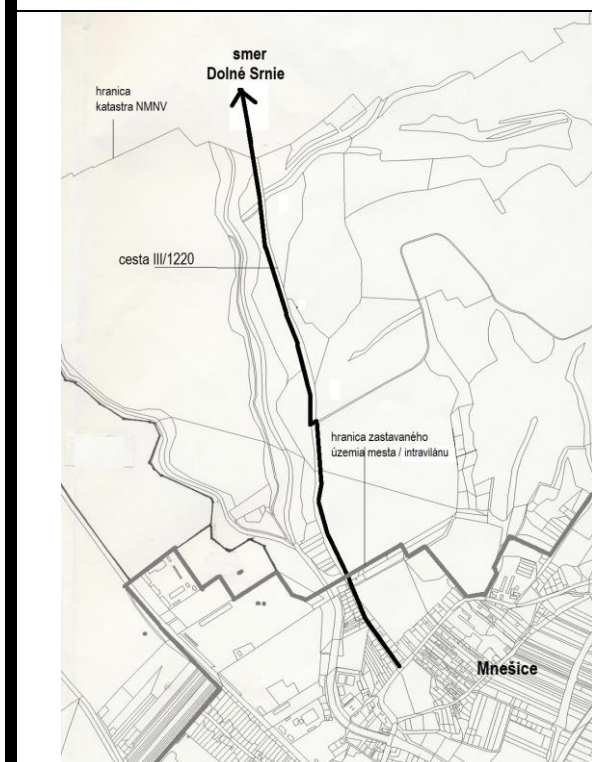 smer
Dolné Srnie
hranica
katastra NMNV
cesta III/1220
hranica zastavaného
územia mesta / intravilánu
Mnešice